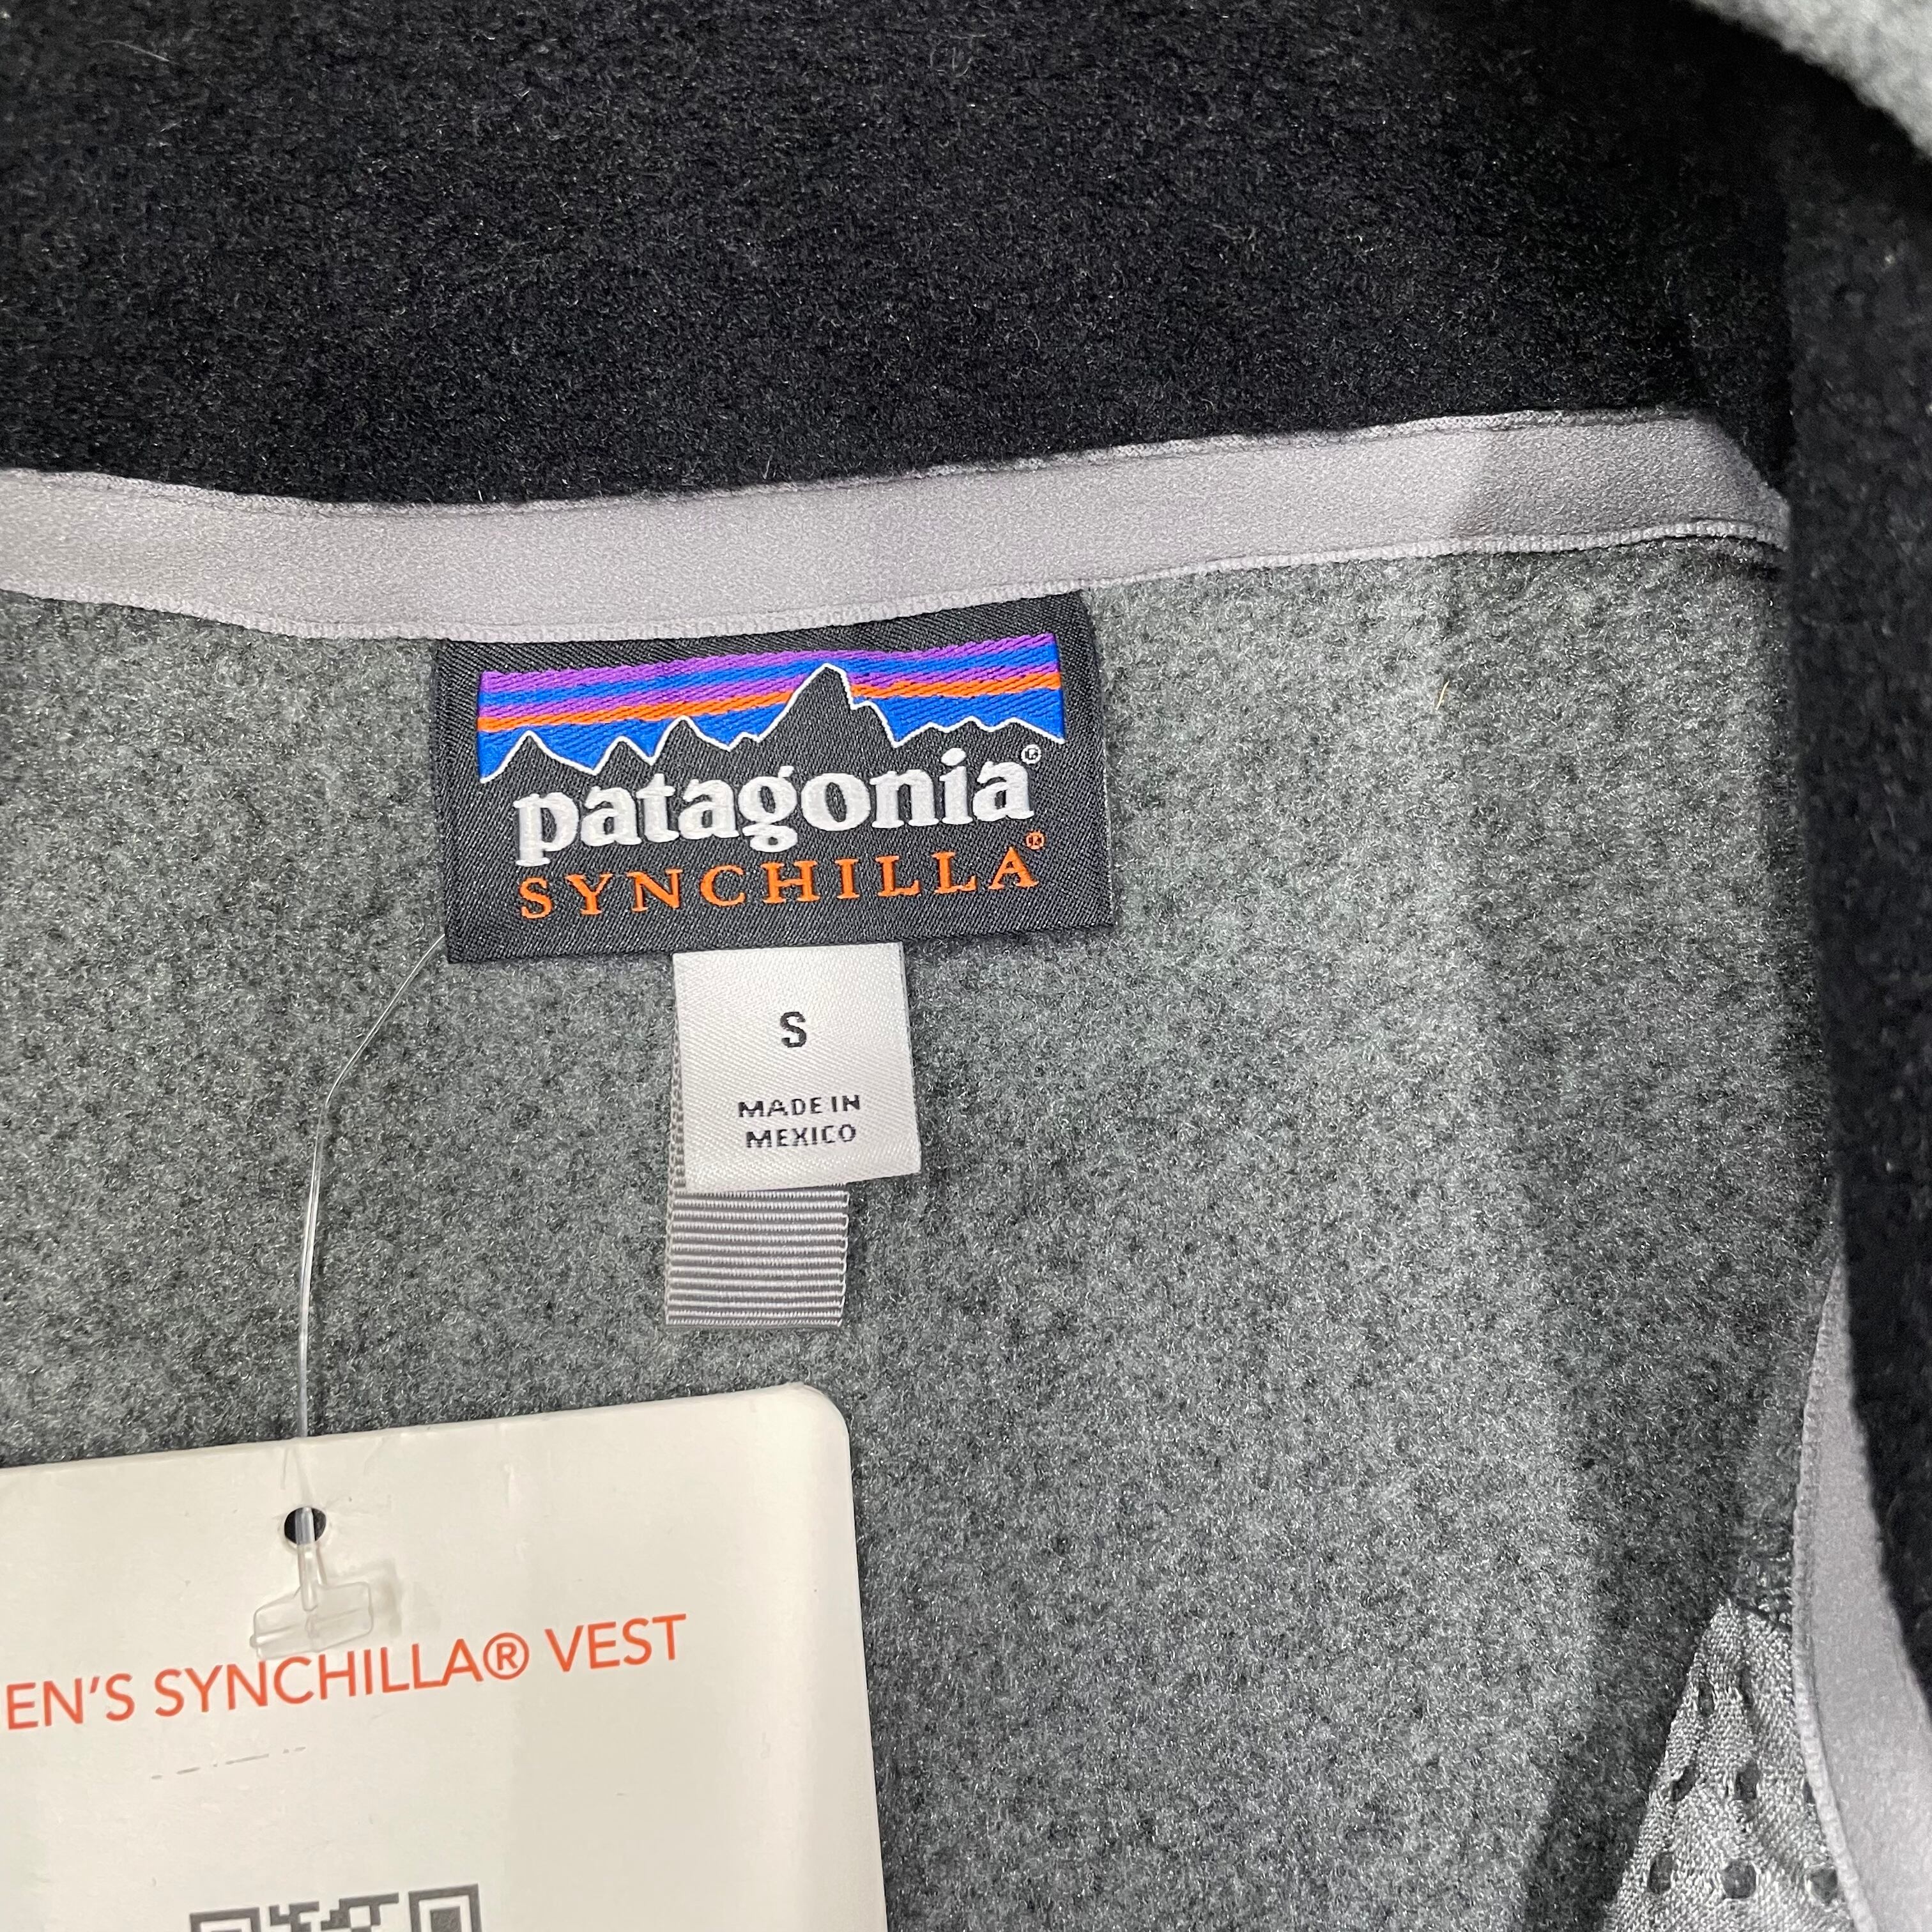 patagonia®
SYNCHILLA®
S
MADE IN
MEXICO
EN'S SYNCHILLA® VEST